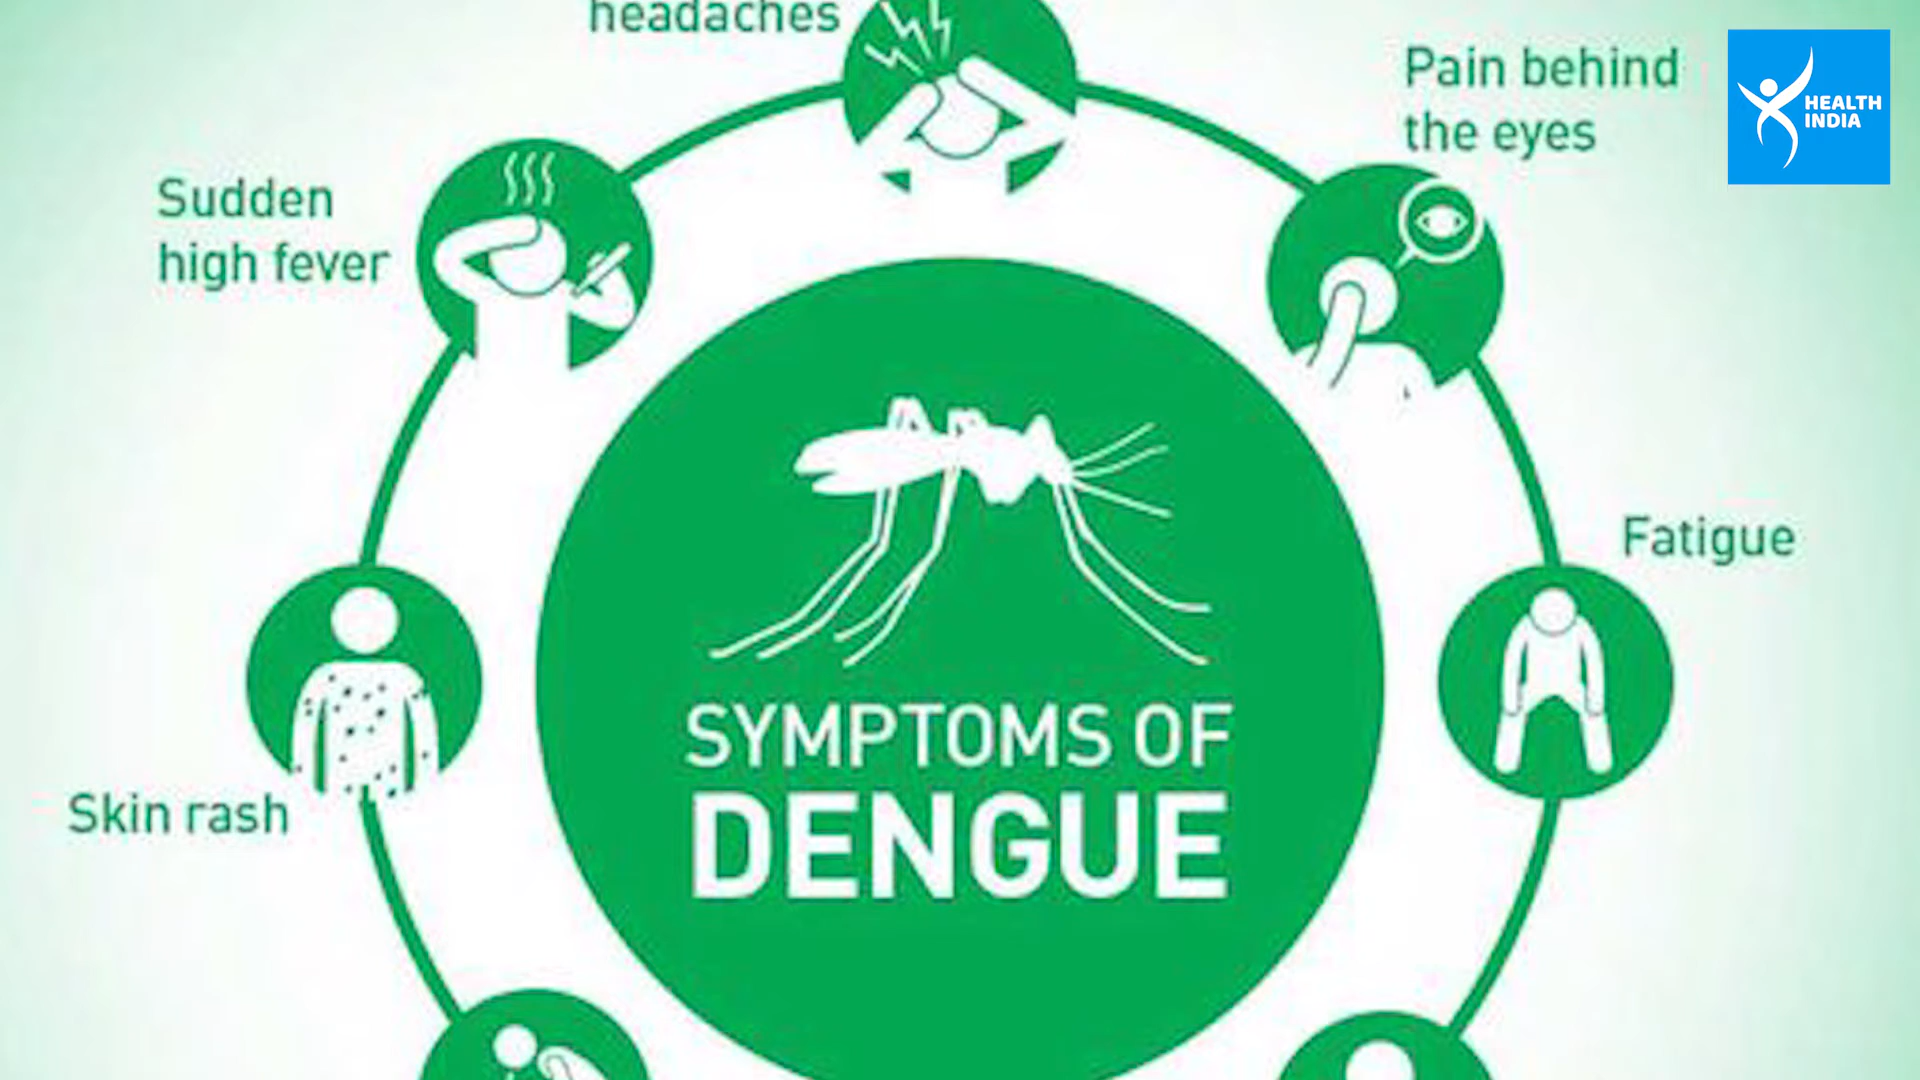 headaches
Pain behind
the eyes
HEALTH
INDIA
Sudden
high fever
Fatigue
SYMPTOMS OF
DENGUE
Skin rash